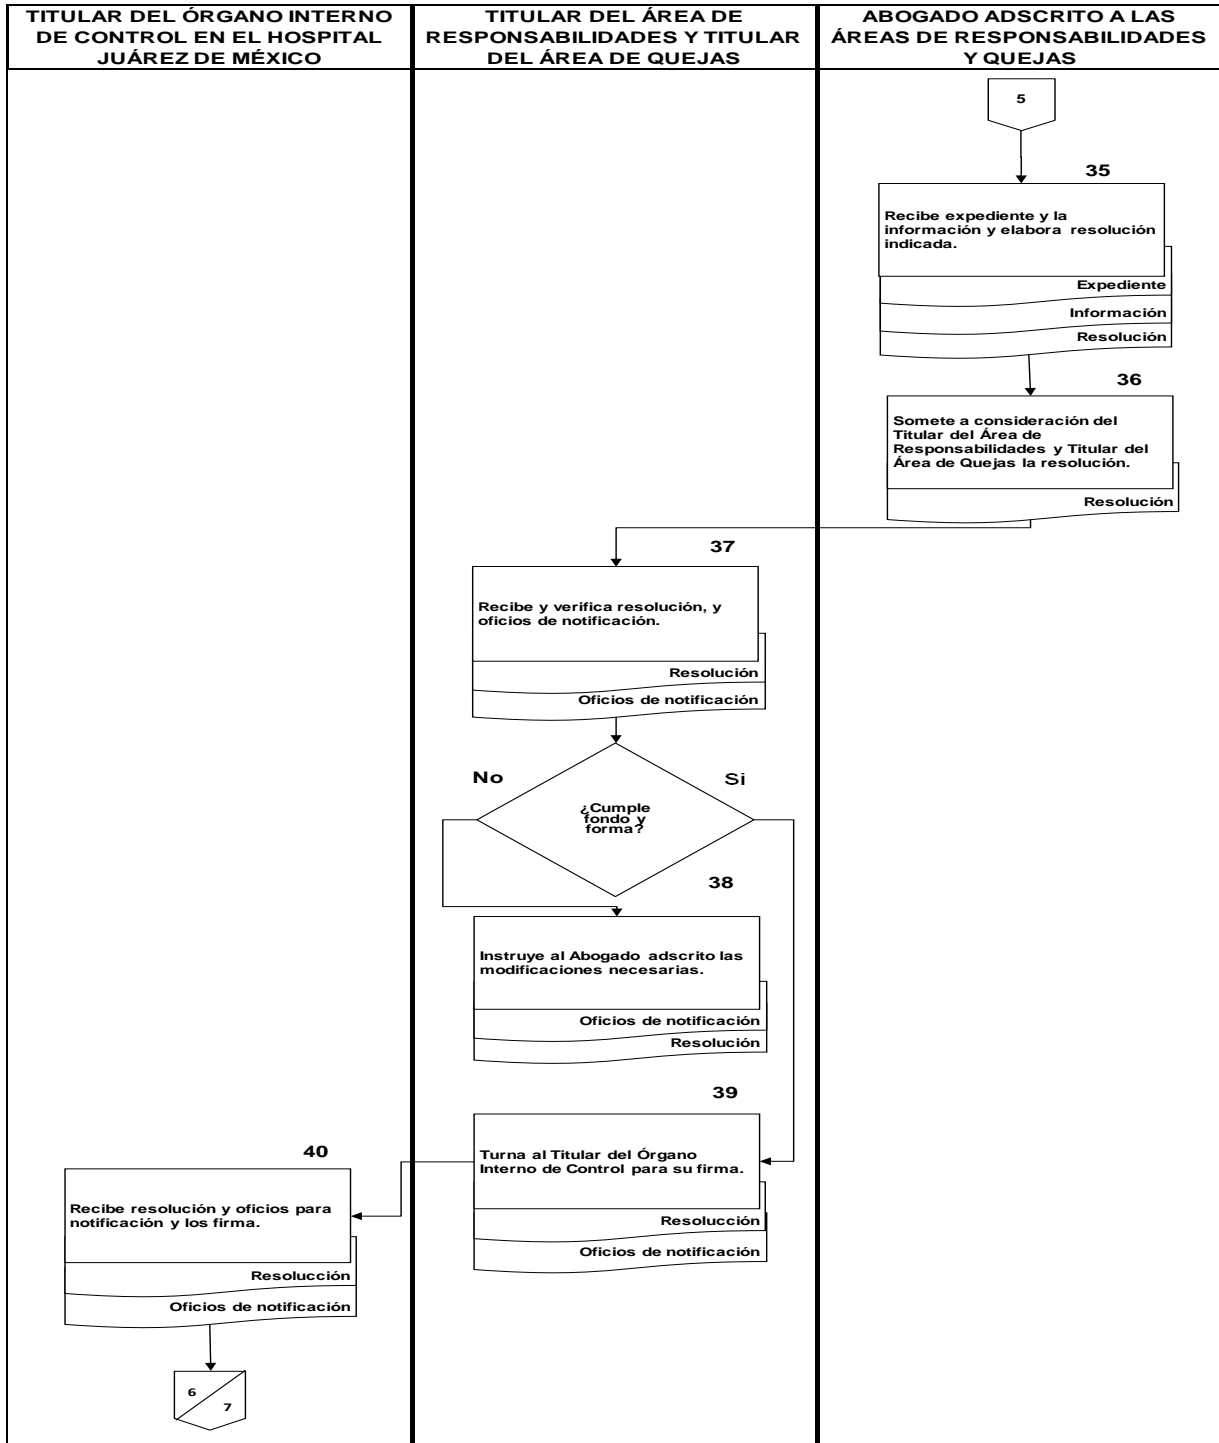 TITULAR DEL ÓRGANO INTERNO
DE CONTROL EN EL HOSPITAL
JUÁREZ DE MÉXICO
TITULAR DEL ÁREA DE
RESPONSABILIDADES Y TITULAR
DEL ÁREA DE QUEJAS
ABOGADO ADSCRITO A LAS
ÁREAS DE RESPONSABILIDADES
Y QUEJAS
5
35
Recibe expediente y la
información y elabora resolución
indicada.
Expediente
Información
Resolución
36
Somete a consideración del
Titular del Área de
Responsabilidades y Titular del
Área de Quejas la resolución.
Resolución
37
Recibe y verifica resolución, y
oficios de notificación.
Resolución
Oficios de notificación
No
Si
¿Cumple
fondo y
forma?
38
Instruye al Abogado adscrito las
modificaciones necesarias.
Oficios de notificación
Resolución
39
Turna al Titular del Órgano
Interno de Control para su firma.
Resolucción
Oficios de notificación
40
Recibe resolución y oficios para
notificación y los firma.
Resolucción
Oficios de notificación
6
7